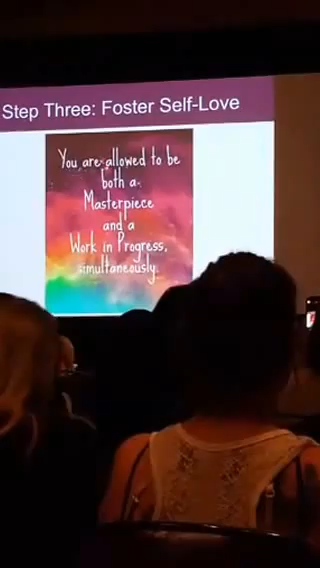 Step Three: Foster Self-Love
You are allowed to be
both a
Masterpiece
and a
Work in Progress,
simultaneously.